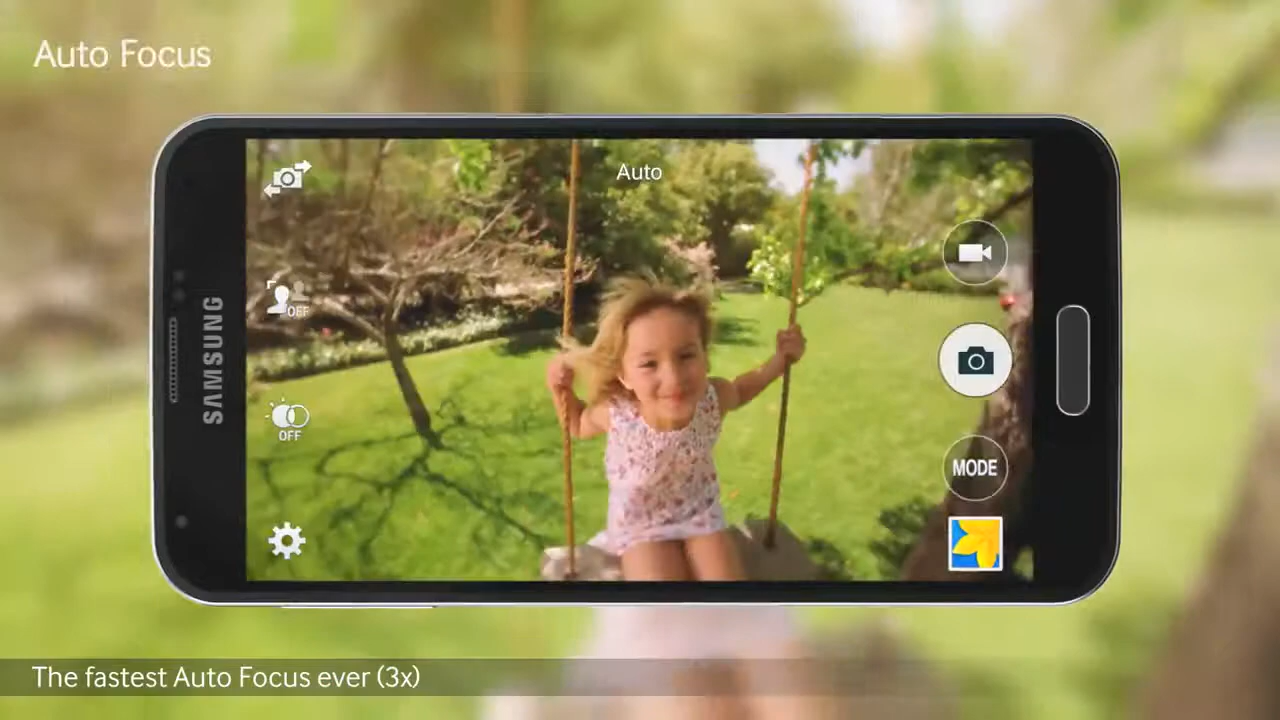 Auto Focus
Auto
OFF
SAMSUNG
OFF
MODE
The fastest Auto Focus ever (3x)